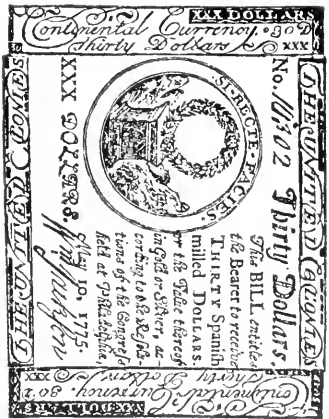 XXX DOLLARS
Continental Currency.
Thirty Dollars
XXX
THE UNITED COLONIES
THE UNITED COLONIES
No. 11302 Thirty Dollars.
SI RECTE FACIES.
XXX DOLLARS.
This BILL entitles
the Bearer to receive
THIRTY Spanish
milled DOLLARS,
or the Value thereof
in Gold or Silver, ac-
cording to the Resolu-
tions of the Congress,
held at Philadelphia,
May 10, 1775.
Continental Currency.
Thirty Dollars
XXX
XXX DOLLARS